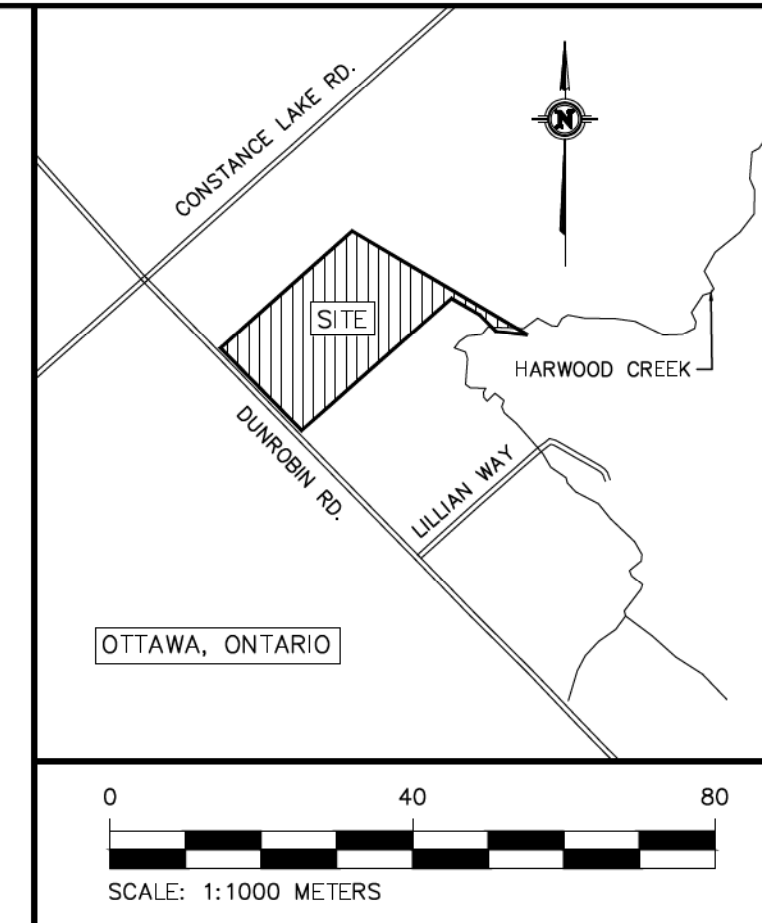 CONSTANCE LAKE RD.
N
SITE
HARWOOD CREEK
DUNROBIN RD.
LILLIAN WAY
OTTAWA, ONTARIO
0 40 80
SCALE: 1:1000 METERS